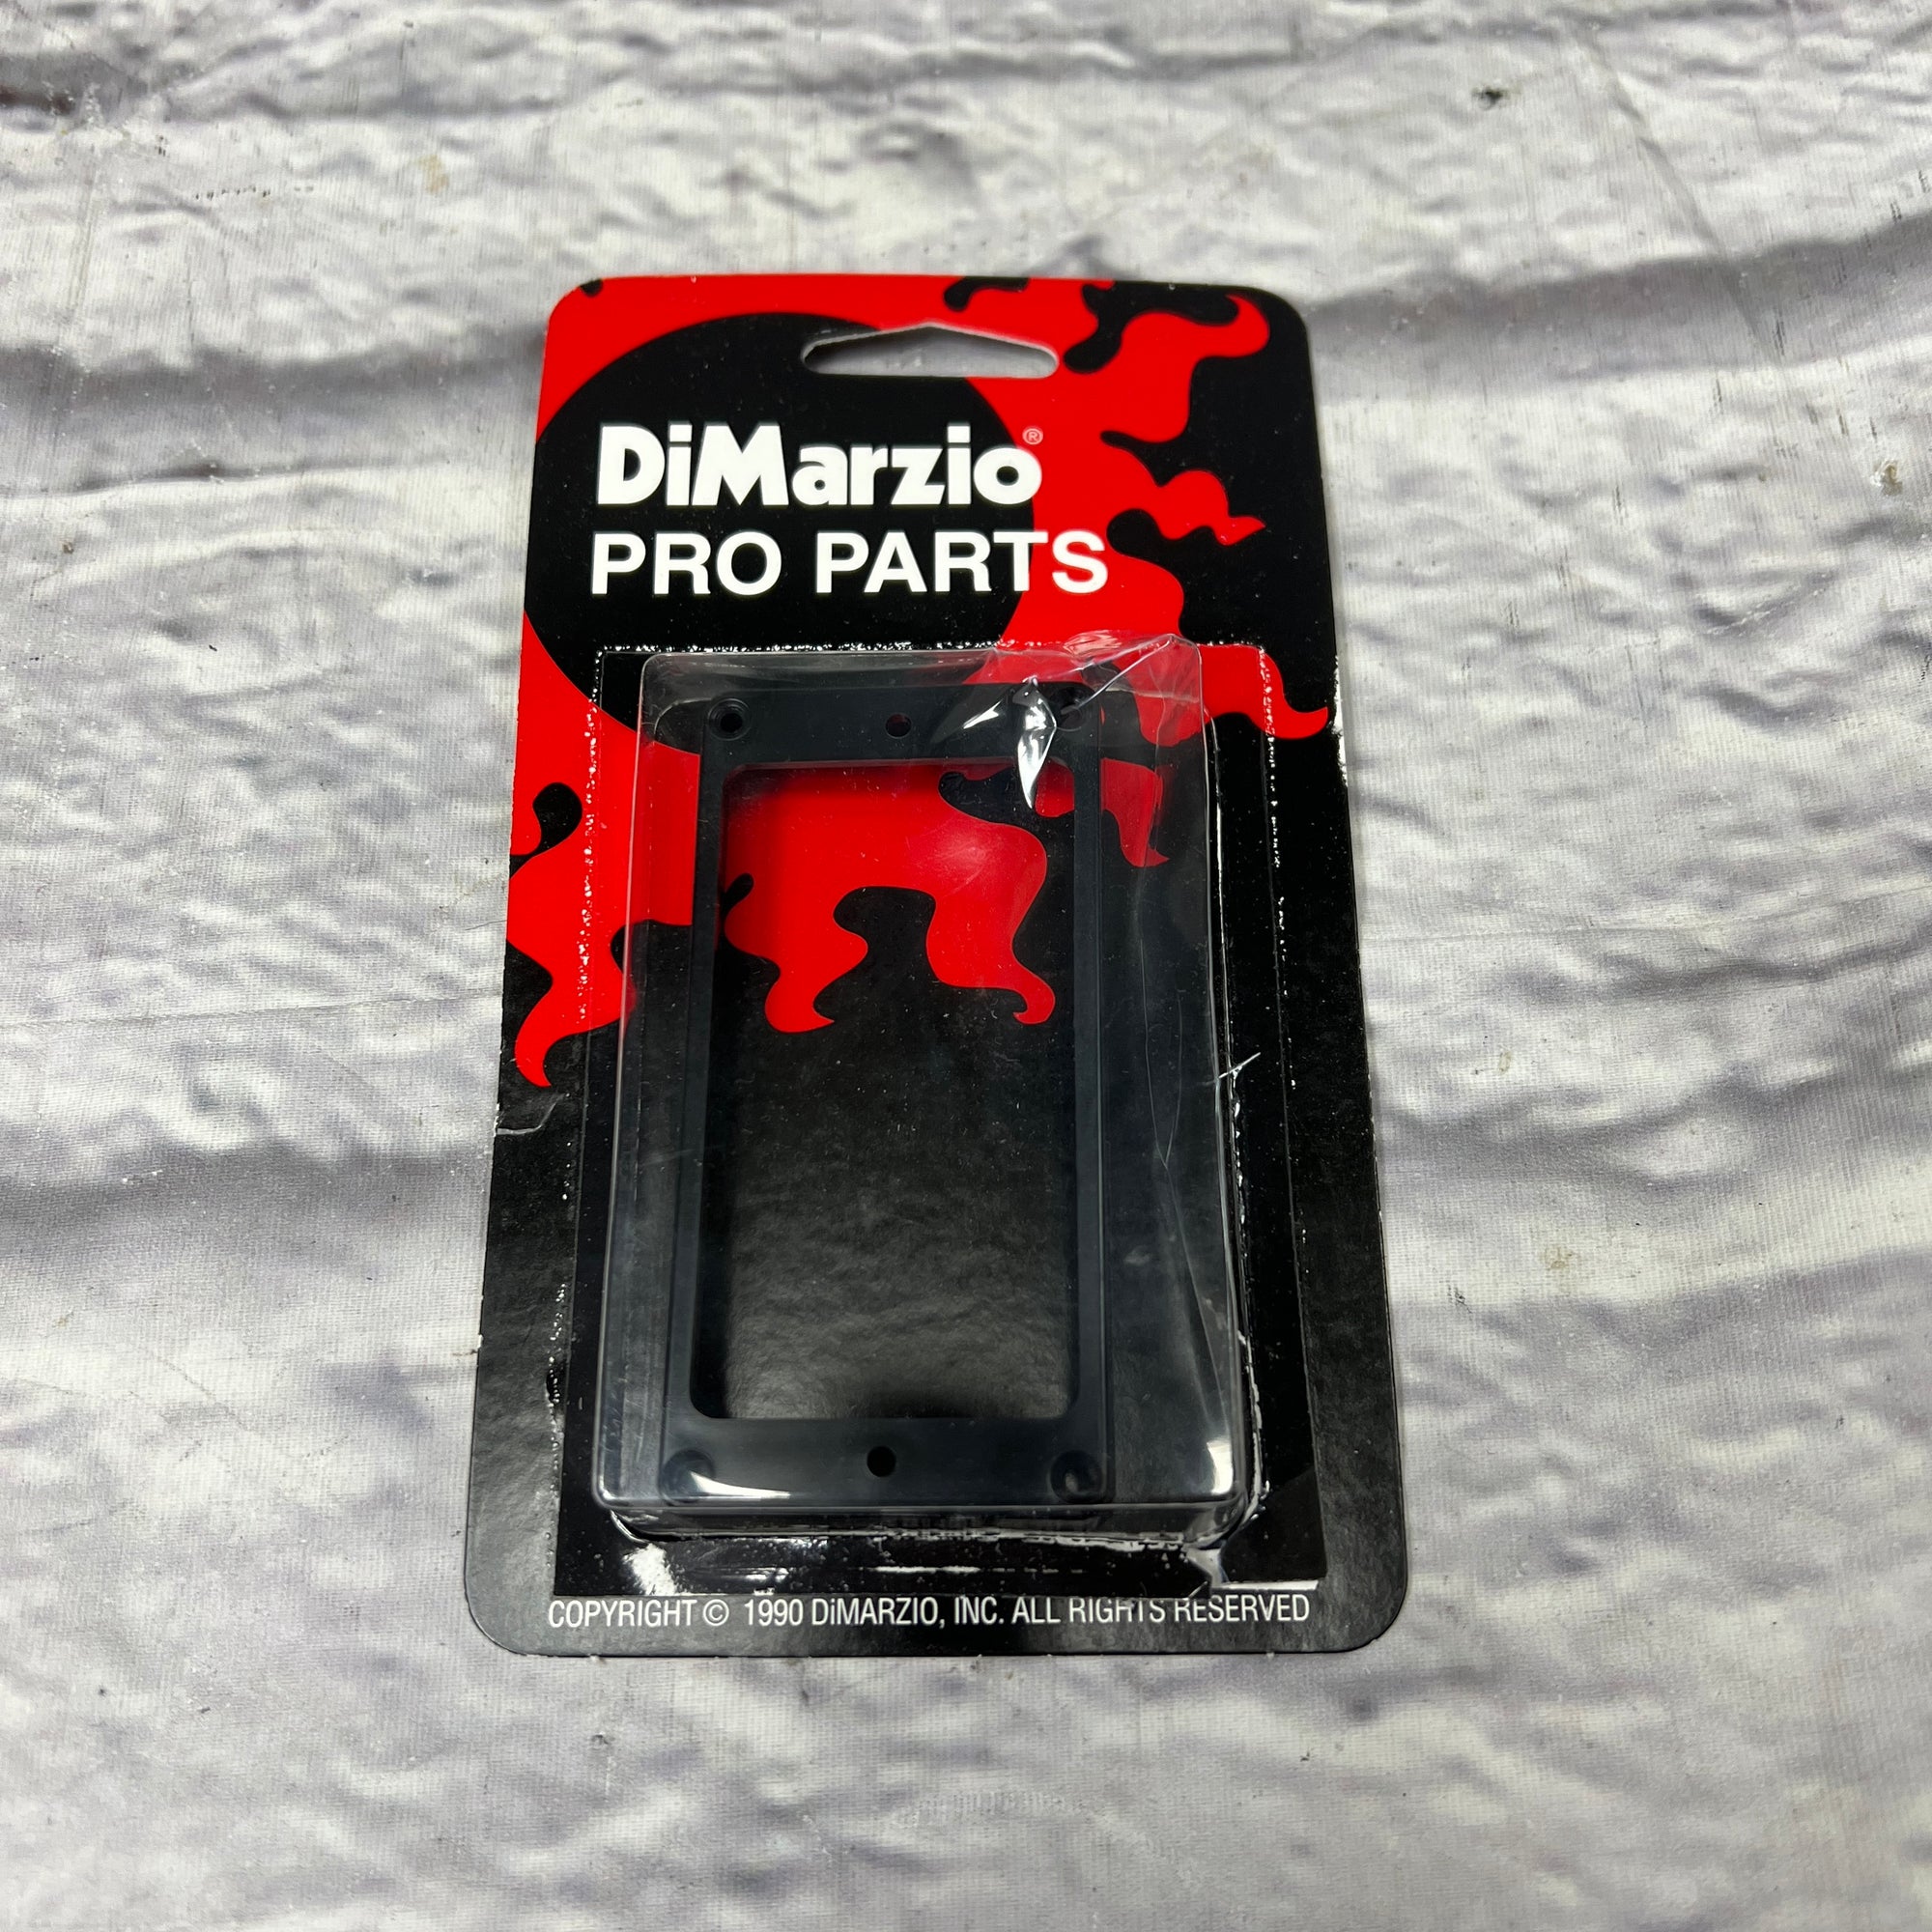 DiMarzio®
PRO PARTS
COPYRIGHT © 1990 DiMARZIO, INC. ALL RIGHTS RESERVED